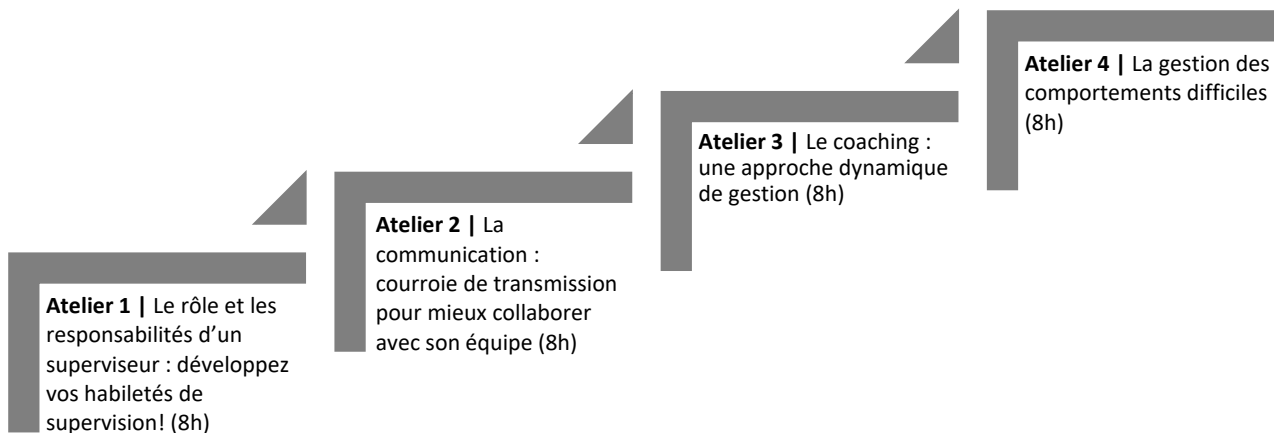 Atelier 1 | Le rôle et les
responsabilités d’un
superviseur : développez
vos habiletés de
supervision! (8h)
Atelier 2 | La
communication :
courroie de transmission
pour mieux collaborer
avec son équipe (8h)
Atelier 3 | Le coaching :
une approche dynamique
de gestion (8h)
Atelier 4 | La gestion des
comportements difficiles
(8h)